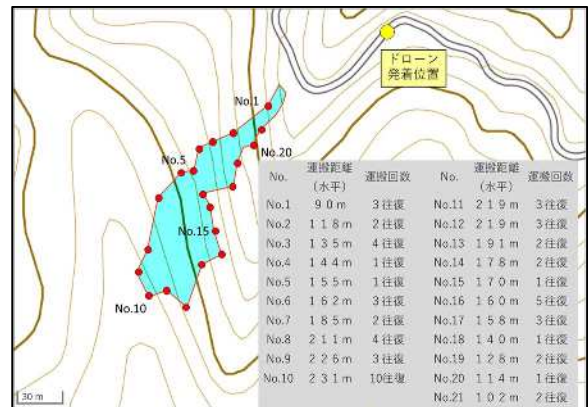 ドローン
発着位置
No.1
No.20
No.5
No.15
No.10
No. 運搬距離(水平) 運搬回数 No. 運搬距離(水平) 運搬回数
No.1 90m 3往復 No.11 219m 3往復
No.2 118m 2往復 No.12 219m 3往復
No.3 135m 4往復 No.13 191m 2往復
No.4 144m 1往復 No.14 178m 2往復
No.5 155m 1往復 No.15 170m 1往復
No.6 162m 3往復 No.16 160m 5往復
No.7 185m 2往復 No.17 158m 3往復
No.8 211m 4往復 No.18 140m 1往復
No.9 226m 3往復 No.19 128m 2往復
No.10 231m 10往復 No.20 114m 1往復
No.21 102m 2往復
30 m